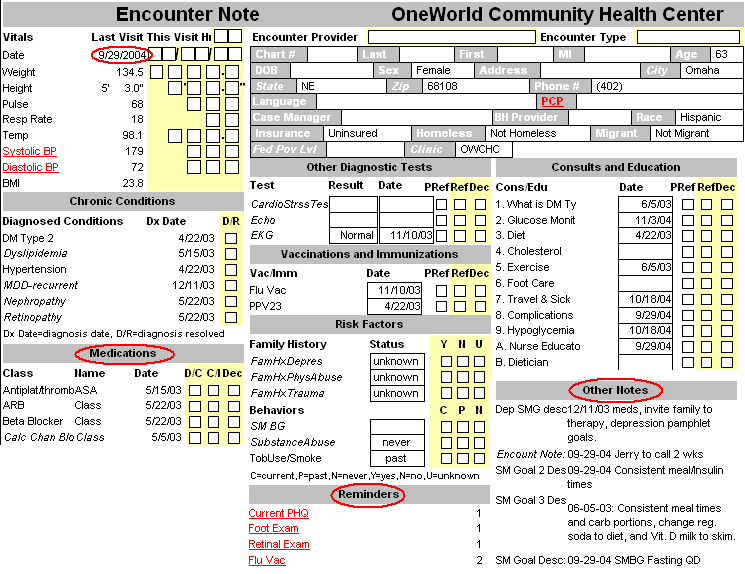 Encounter Note OneWorld Community Health Center
Vitals Last Visit This Visit Hr
Date 9/29/2004 / /
Weight 134.5 .
Height 5' 3.0" ' . "
Pulse 68
Resp Rate 18
Temp 98.1 .
Systolic BP 179
Diastolic BP 72
BMI 23.8
Encounter Provider Encounter Type
Chart # Last First MI Age 63
DOB Sex Female Address City Omaha
State NE Zip 68108 Phone # (402)
Language PCP
Case Manager BH Provider Race Hispanic
Insurance Uninsured Homeless Not Homeless Migrant Not Migrant
Fed Pov Lvl Clinic OWCHC
Chronic Conditions
Diagnosed Conditions Dx Date D/R
DM Type 2 4/22/03
Dyslipidemia 5/15/03
Hypertension 4/22/03
MDD-recurrent 12/11/03
Nephropathy 5/22/03
Retinopathy 5/22/03
Dx Date=diagnosis date, D/R=diagnosis resolved
Medications
Class Name Date D/C C/I Dec
Antiplat/thromb ASA 5/15/03
ARB Class 5/22/03
Beta Blocker Class 5/22/03
Calc Chan Blo Class 5/5/03
Other Diagnostic Tests
Test Result Date PRef Ref Dec
CardioStrssTes
Echo
EKG Normal 11/10/03
Vaccinations and Immunizations
Vac/Imm Date PRef Ref Dec
Flu Vac 11/10/03
PPV23 4/22/03
Risk Factors
Family History Status Y N U
FamHxDepres unknown
FamHxPhysAbuse unknown
FamHxTrauma unknown
Behaviors C P N
SM BG
SubstanceAbuse never
TobUse/Smoke past
C=current,P=past,N=never,Y=yes,N=no,U=unknown
Reminders
Current PHQ 1
Foot Exam 1
Retinal Exam 1
Flu Vac 2
Consults and Education
Cons/Edu Date PRef Ref Dec
1. What is DM Ty 6/5/03
2. Glucose Monit 11/3/04
3. Diet 4/22/03
4. Cholesterol
5. Exercise 6/5/03
6. Foot Care
7. Travel & Sick 10/18/04
8. Complications 9/29/04
9. Hypoglycemia 10/18/04
A. Nurse Educato 9/29/04
B. Dietician
Other Notes
Dep SMG desc: 12/11/03 meds, invite family to
therapy, depression pamphlet
goals.
Encount Note: 09-29-04 Jerry to call 2 wks
SM Goal 2 Des 09-29-04 Consistent meal/Insulin
times
SM Goal 3 Des
06-05-03: Consistent meal times
and carb portions, change reg.
soda to diet, and Vit. D milk to skim.
SM Goal Desc: 09-29-04 SMBG Fasting QD